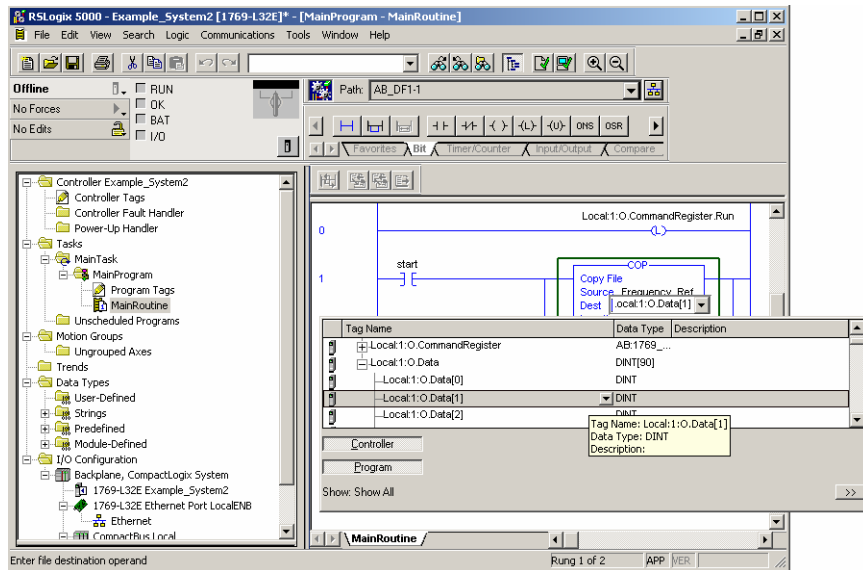 RSLogix 5000 - Example_System2 [1769-L32E]* - [MainProgram - MainRoutine]
File Edit View Search Logic Communications Tools Window Help
Offline
No Forces
No Edits
RUN
OK
BAT
I/O
Path: AB_DF1-1
ONS OSR
Favorites Bit Timer/Counter Input/Output Compare
Controller Example_System2
Controller Tags
Controller Fault Handler
Power-Up Handler
Tasks
MainTask
MainProgram
Program Tags
MainRoutine
Unscheduled Programs
Motion Groups
Ungrouped Axes
Trends
Data Types
User-Defined
Strings
Predefined
Module-Defined
I/O Configuration
Backplane, CompactLogix System
1769-L32E Example_System2
1769-L32E Ethernet Port LocalENB
Ethernet
CompactBus Local
0
Local:1:O.CommandRegister.Run
(L)
1
start
COP
Copy File
Source Frequency_Ref
Dest .ocal:1:O.Data[1]
Tag Name Data Type Description
Local:1:O.CommandRegister AB:1769_...
Local:1:O.Data DINT[90]
Local:1:O.Data[0] DINT
Local:1:O.Data[1] DINT
Local:1:O.Data[2] DINT
Tag Name: Local:1:O.Data[1]
Data Type: DINT
Description:
Controller
Program
Show: Show All
>>
MainRoutine
Enter file destination operand
Rung 1 of 2 APP VER